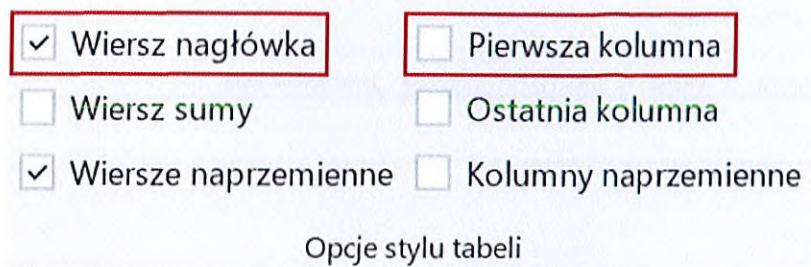 Wiersz nagłówka Pierwsza kolumna
Wiersz sumy Ostatnia kolumna
Wiersze naprzemienne Kolumny naprzemienne
Opcje stylu tabeli